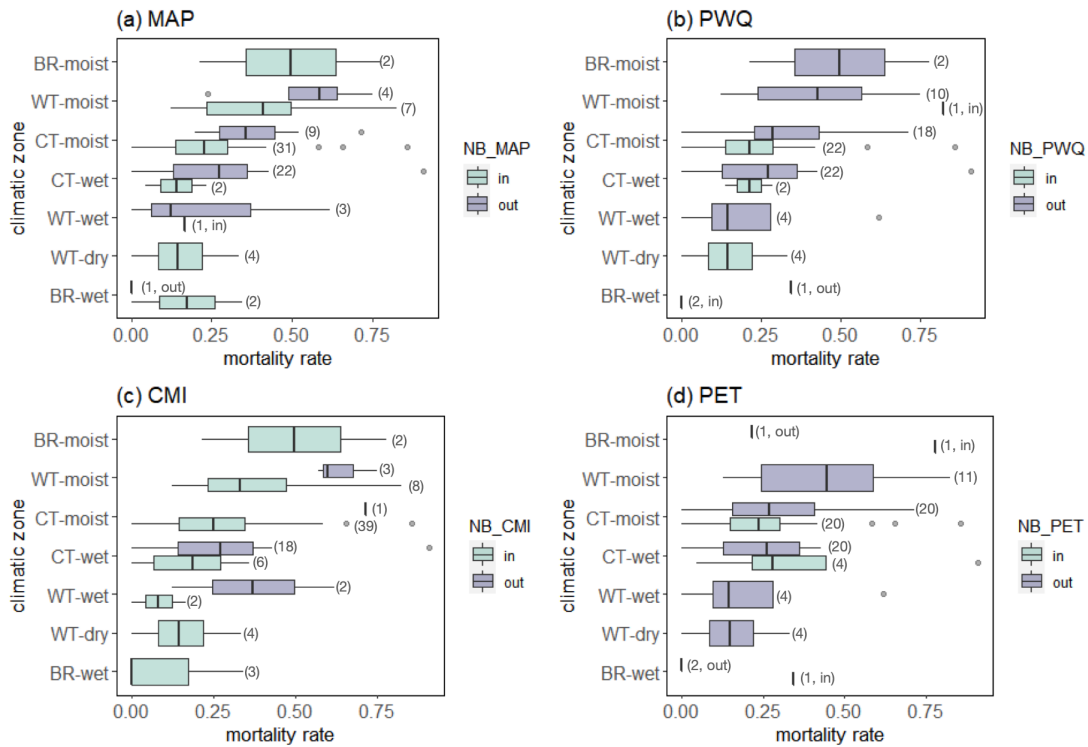 (a) MAP
climatic zone
BR-moist
WT-moist
CT-moist
CT-wet
WT-wet
WT-dry
BR-wet
(2)
(4)
(7)
(9)
(31)
(22)
(2)
(3)
(1, in)
(4)
(1, out)
(2)
0.00 0.25 0.50 0.75
mortality rate
NB_MAP
in
out
(b) PWQ
climatic zone
BR-moist
WT-moist
CT-moist
CT-wet
WT-wet
WT-dry
BR-wet
(2)
(10)
(1, in)
(18)
(22)
(22)
(2)
(4)
(4)
(1, out)
(2, in)
0.00 0.25 0.50 0.75
mortality rate
NB_PWQ
in
out
(c) CMI
climatic zone
BR-moist
WT-moist
CT-moist
CT-wet
WT-wet
WT-dry
BR-wet
(2)
(3)
(8)
(1)
(39)
(18)
(6)
(2)
(2)
(4)
(3)
0.00 0.25 0.50 0.75
mortality rate
NB_CMI
in
out
(d) PET
climatic zone
BR-moist
WT-moist
CT-moist
CT-wet
WT-wet
WT-dry
BR-wet
(1, out)
(1, in)
(11)
(20)
(20)
(20)
(4)
(4)
(4)
(2, out)
(1, in)
0.00 0.25 0.50 0.75
mortality rate
NB_PET
in
out